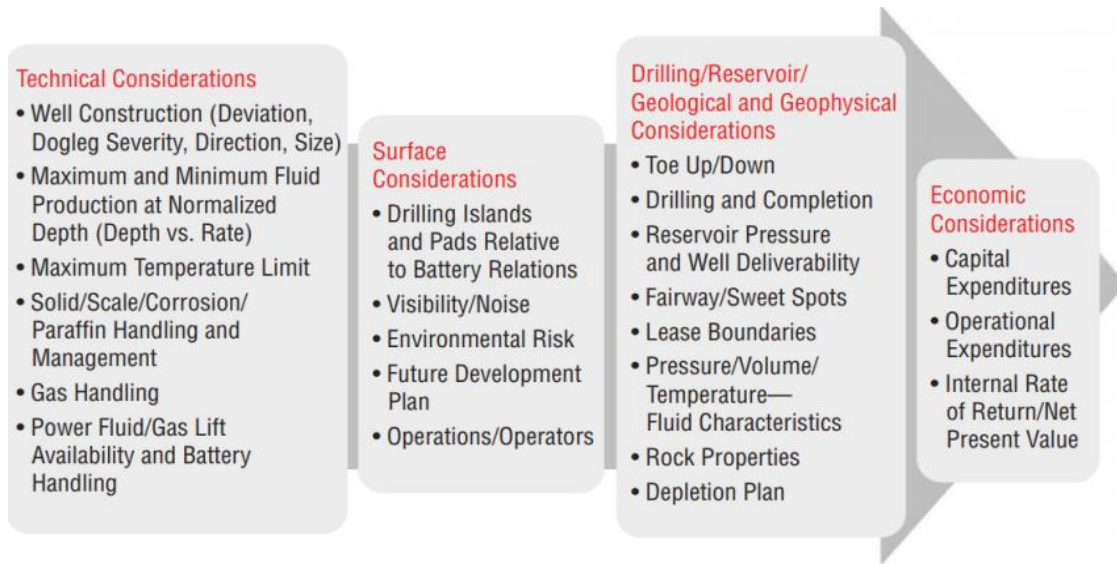 Technical Considerations
• Well Construction (Deviation,
Dogleg Severity, Direction, Size)
• Maximum and Minimum Fluid
Production at Normalized
Depth (Depth vs. Rate)
• Maximum Temperature Limit
• Solid/Scale/Corrosion/
Paraffin Handling and
Management
• Gas Handling
• Power Fluid/Gas Lift
Availability and Battery
Handling
Surface
Considerations
• Drilling Islands
and Pads Relative
to Battery Relations
• Visibility/Noise
• Environmental Risk
• Future Development
Plan
• Operations/Operators
Drilling/Reservoir/
Geological and Geophysical
Considerations
• Toe Up/Down
• Drilling and Completion
• Reservoir Pressure
and Well Deliverability
• Fairway/Sweet Spots
• Lease Boundaries
• Pressure/Volume/
Temperature—
Fluid Characteristics
• Rock Properties
• Depletion Plan
Economic
Considerations
• Capital
Expenditures
• Operational
Expenditures
• Internal Rate
of Return/Net
Present Value